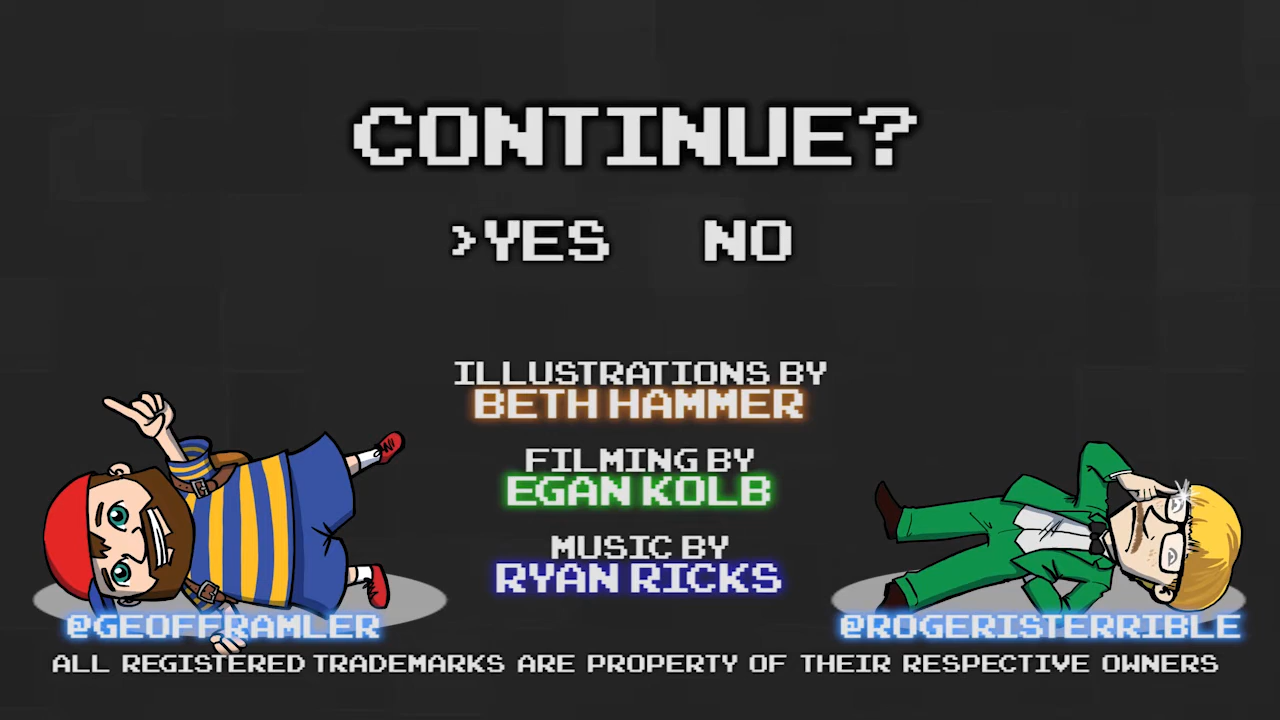 CONTINUE?
>YES NO
ILLUSTRATIONS BY
BETH HAMMER
FILMING BY
EGAN KOLB
MUSIC BY
RYAN RICKS
@GEOFFRAMLER @ROGERISTERRIBLE
ALL REGISTERED TRADEMARKS ARE PROPERTY OF THEIR RESPECTIVE OWNERS